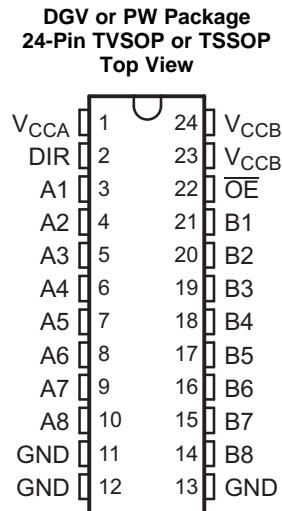 DGV or PW Package
24-Pin TVSOP or TSSOP
Top View
VCCA 1 24 VCCB
DIR 2 23 VCCB
A1 3 22 OE
A2 4 21 B1
A3 5 20 B2
A4 6 19 B3
A5 7 18 B4
A6 8 17 B5
A7 9 16 B6
A8 10 15 B7
GND 11 14 B8
GND 12 13 GND